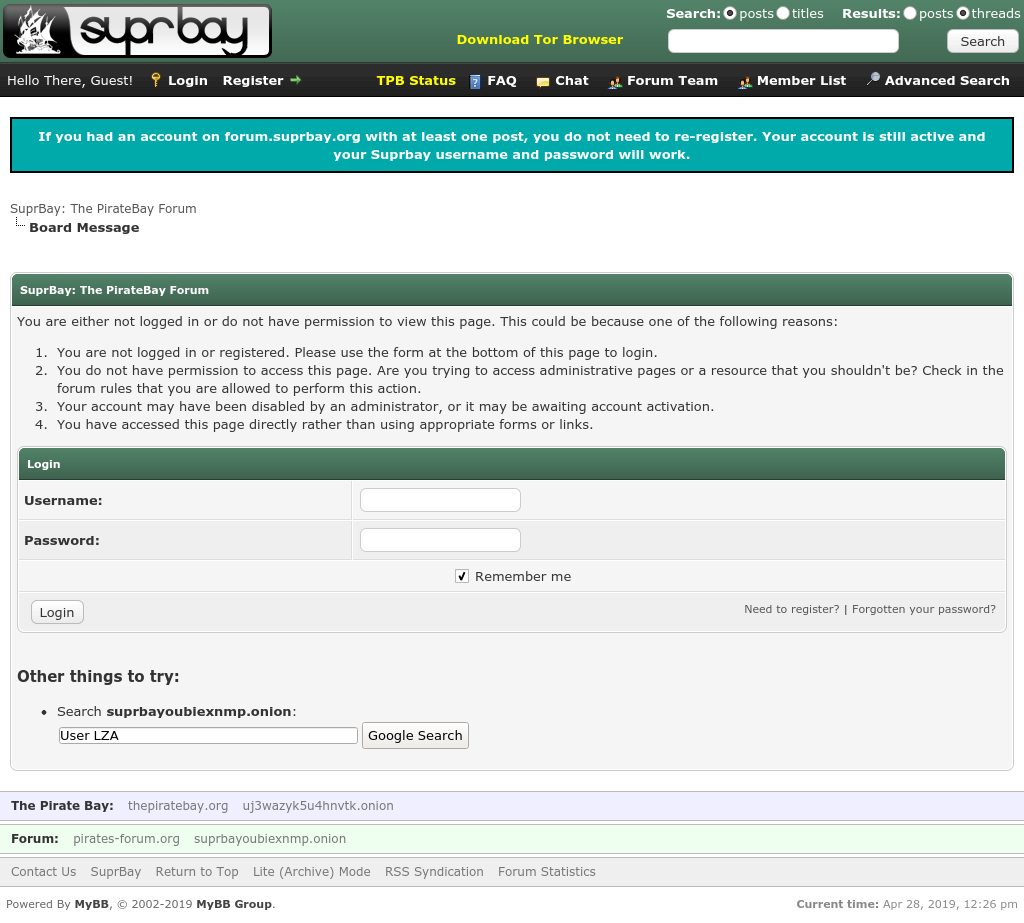 suprbay
Search: posts titles Results: posts threads
Download Tor Browser
Search
Hello There, Guest! Login Register TPB Status FAQ Chat Forum Team Member List Advanced Search
If you had an account on forum.suprbay.org with at least one post, you do not need to re-register. Your account is still active and
your Suprbay username and password will work.
SuprBay: The PirateBay Forum
Board Message
SuprBay: The PirateBay Forum
You are either not logged in or do not have permission to view this page. This could be because one of the following reasons:
1. You are not logged in or registered. Please use the form at the bottom of this page to login.
2. You do not have permission to access this page. Are you trying to access administrative pages or a resource that you shouldn't be? Check in the
forum rules that you are allowed to perform this action.
3. Your account may have been disabled by an administrator, or it may be awaiting account activation.
4. You have accessed this page directly rather than using appropriate forms or links.
Login
Username:
Password:
Remember me
Login Need to register? | Forgotten your password?
Other things to try:
Search suprbayoubiexnmp.onion:
User LZA Google Search
The Pirate Bay: thepiratebay.org uj3wazyk5u4hnvtk.onion
Forum: pirates-forum.org suprbayoubiexnmp.onion
Contact Us SuprBay Return to Top Lite (Archive) Mode RSS Syndication Forum Statistics
Powered By MyBB, © 2002-2019 MyBB Group. Current time: Apr 28, 2019, 12:26 pm